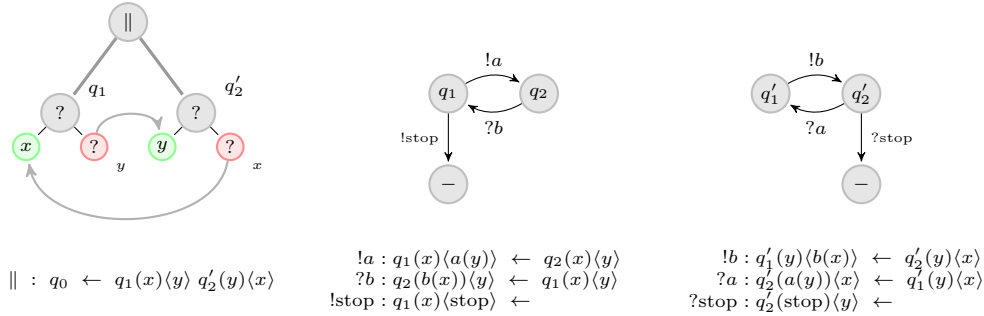 ∥
q₁
q′₂
?
?
x
?
y
y
?
x
∥ : q₀ ← q₁(x)⟨y⟩ q′₂(y)⟨x⟩
!a
q₁
q₂
?b
!stop
−
!a : q₁(x)⟨a(y)⟩ ← q₂(x)⟨y⟩
?b : q₂(b(x))⟨y⟩ ← q₁(x)⟨y⟩
!stop : q₁(x)⟨stop⟩ ←
!b
q′₁
q′₂
?a
?stop
−
!b : q′₁(y)⟨b(x)⟩ ← q′₂(y)⟨x⟩
?a : q′₂(a(y))⟨x⟩ ← q′₁(y)⟨x⟩
?stop : q′₂(stop)⟨y⟩ ←